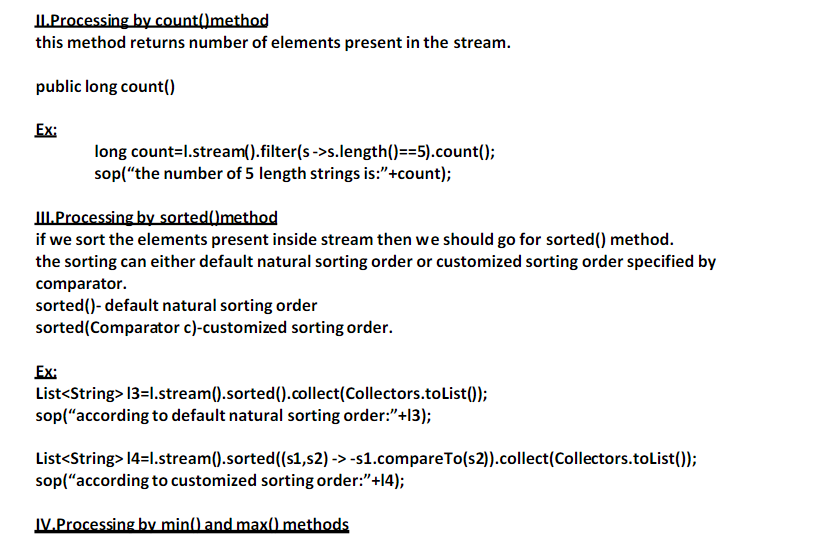 II.Processing by count()method
this method returns number of elements present in the stream.
public long count()
Ex:
long count=l.stream().filter(s ->s.length()==5).count();
sop(“the number of 5 length strings is:”+count);
III.Processing by sorted()method
if we sort the elements present inside stream then we should go for sorted() method.
the sorting can either default natural sorting order or customized sorting order specified by
comparator.
sorted()- default natural sorting order
sorted(Comparator c)-customized sorting order.
Ex:
List<String> l3=l.stream().sorted().collect(Collectors.toList());
sop(“according to default natural sorting order:”+l3);
List<String> l4=l.stream().sorted((s1,s2) -> -s1.compareTo(s2)).collect(Collectors.toList());
sop(“according to customized sorting order:”+l4);
IV.Processing by min() and max() methods